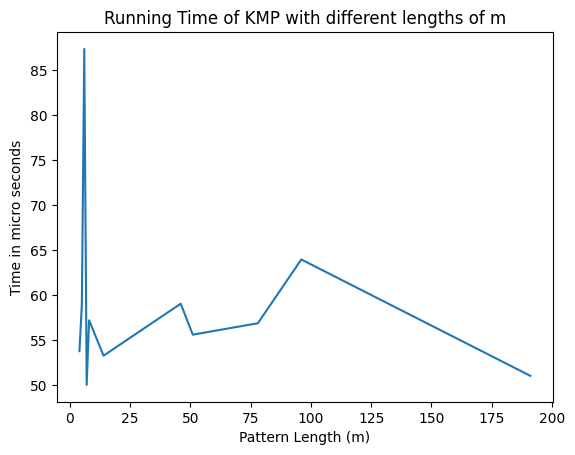 Running Time of KMP with different lengths of m
85
80
75
70
65
60
55
50
Time in micro seconds
0 25 50 75 100 125 150 175 200
Pattern Length (m)